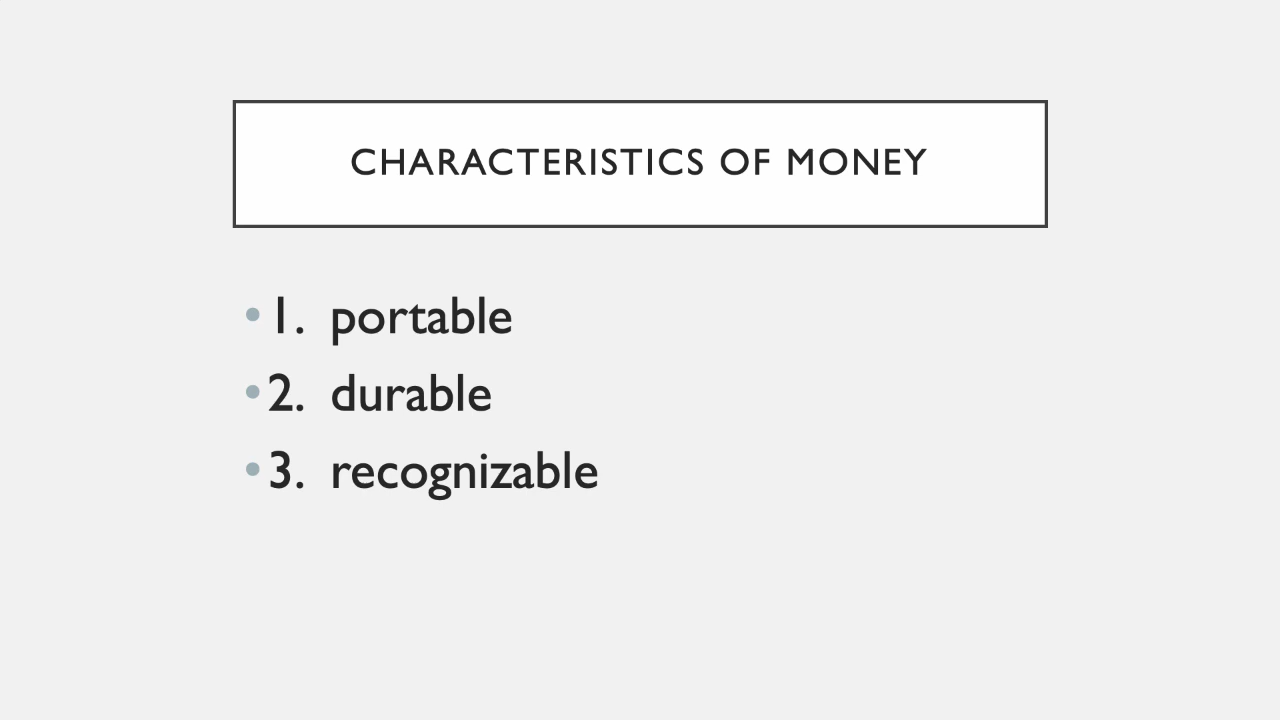 CHARACTERISTICS OF MONEY
• 1. portable
• 2. durable
• 3. recognizable